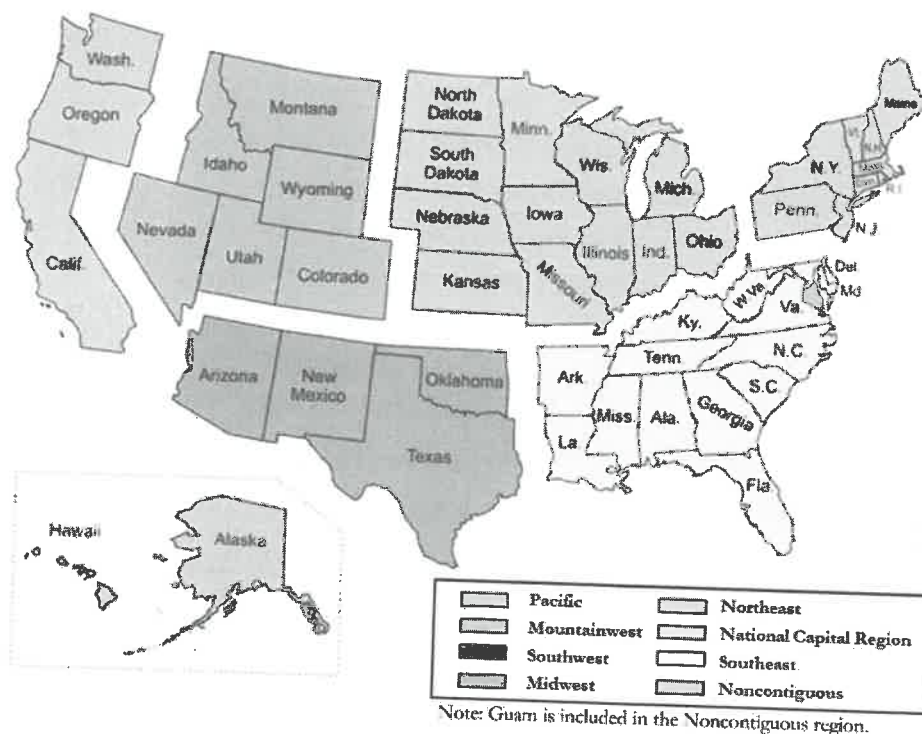 Wash.
Oregon
Calif.
Montana
Idaho
Wyoming
Nevada
Utah
Colorado
Arizona
New
Mexico
Oklahoma
Texas
North
Dakota
South
Dakota
Nebraska
Kansas
Minn.
Iowa
Missouri
Wis.
Mich
Illinois
Ind.
Ohio
Maine
Vt.
N.H.
N.Y.
Mass
R.I.
Penn.
N.J.
Del
Md
W.Va
Va.
Ky.
Tenn
N.C.
S.C.
Ark
Miss.
Ala.
Georgia
La
Fla
Hawaii
Alaska
Pacific
Mountainwest
Southwest
Midwest
Northeast
National Capital Region
Southeast
Noncontiguous
Note: Guam is included in the Noncontiguous region.